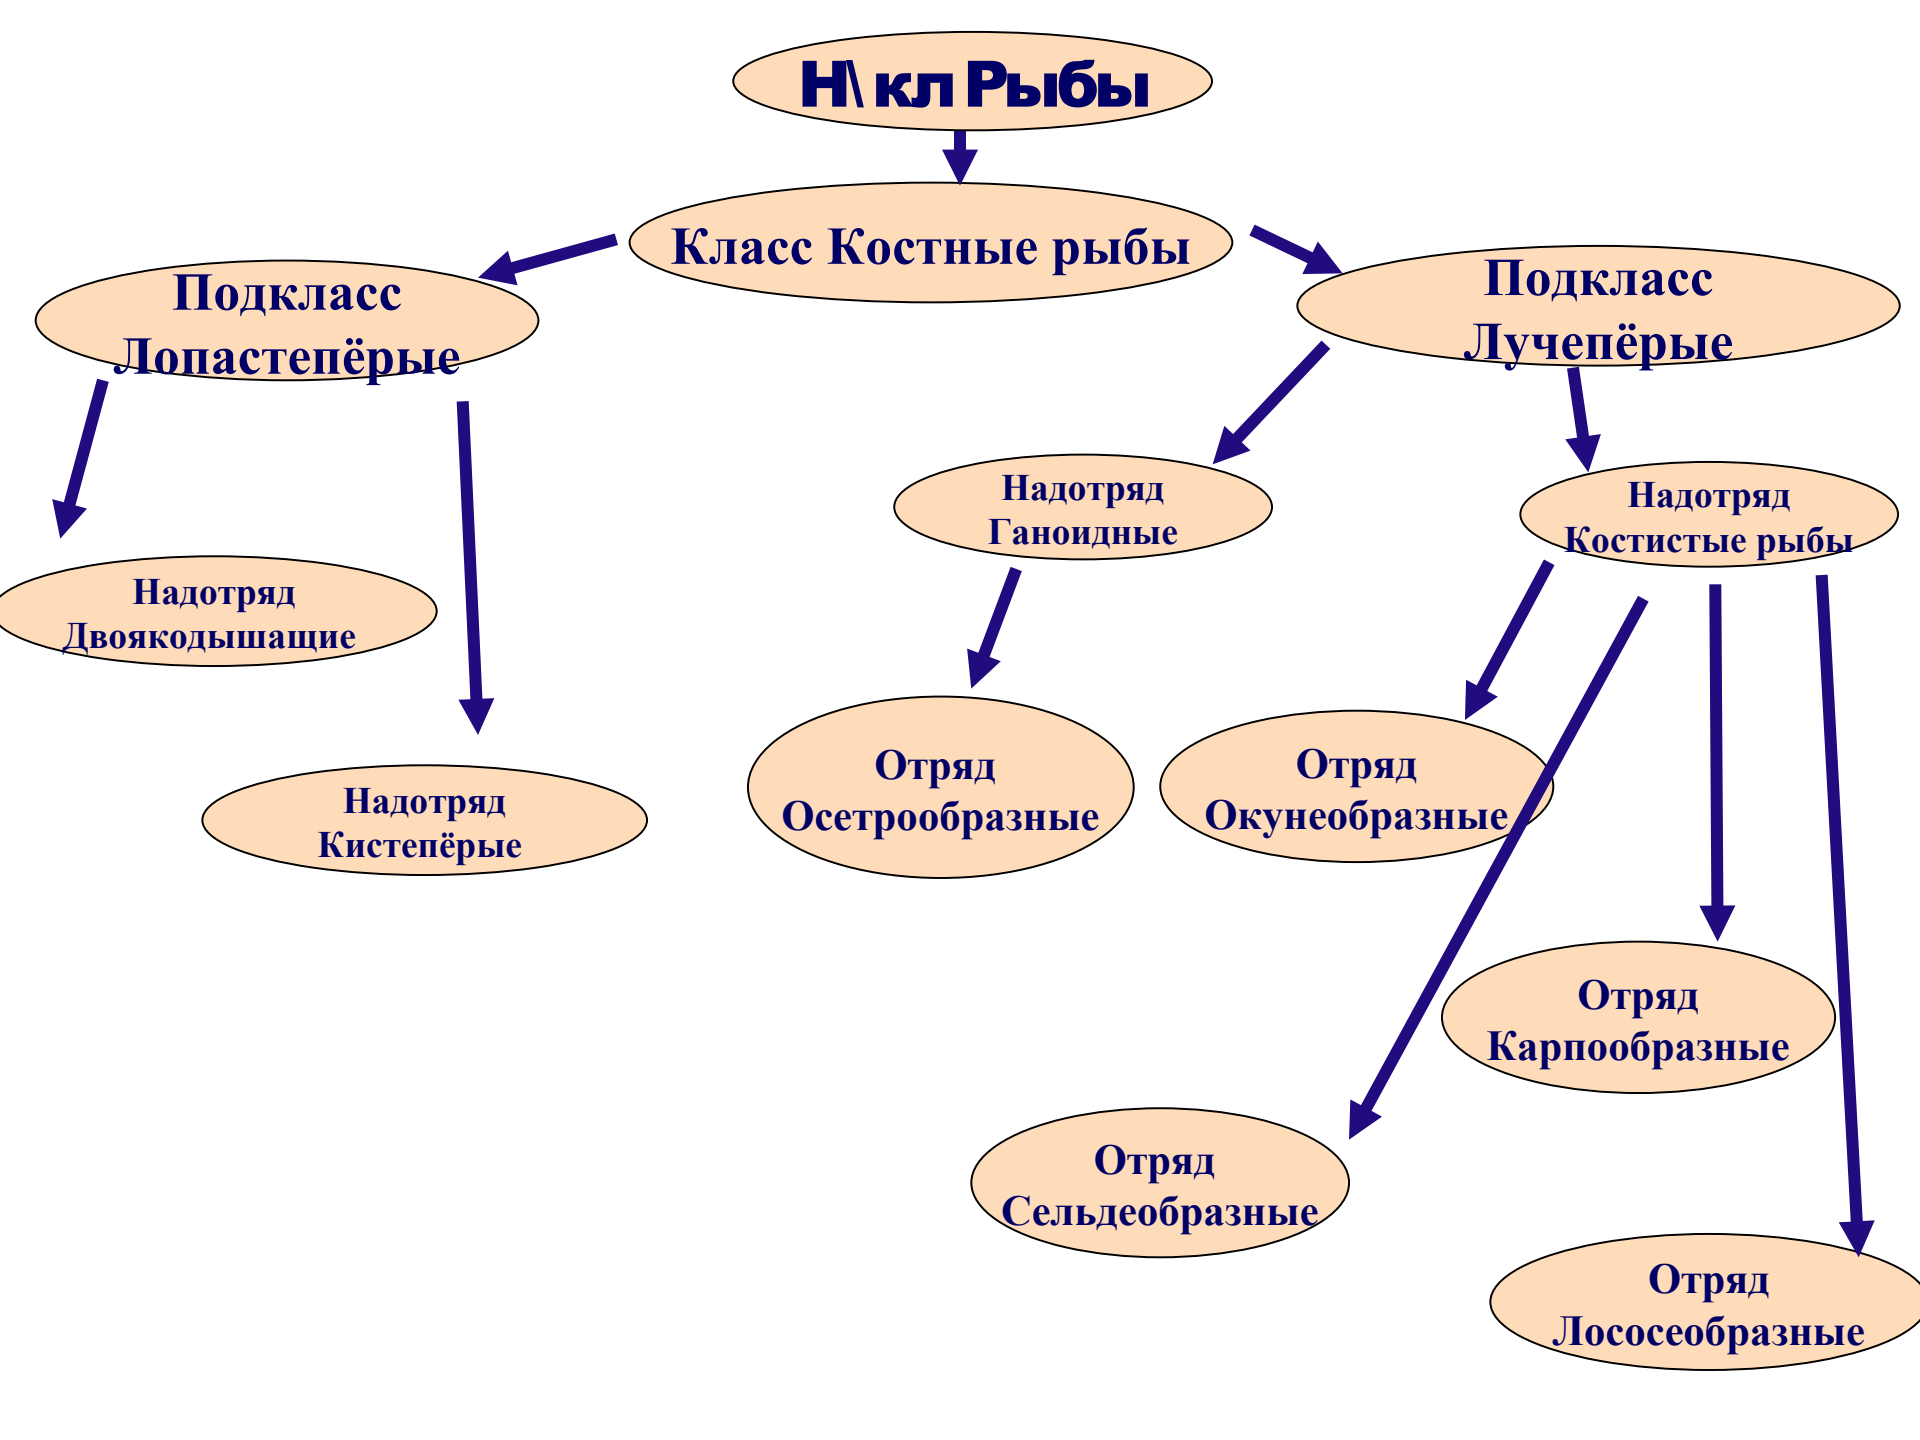 Н\ кл Рыбы
Класс Костные рыбы
Подкласс
Лопастепёрые
Подкласс
Лучепёрые
Надотряд
Ганоидные
Надотряд
Костистые рыбы
Надотряд
Двоякодышащие
Надотряд
Кистепёрые
Отряд
Осетрообразные
Отряд
Окунеобразные
Отряд
Карпообразные
Отряд
Сельдеобразные
Отряд
Лососеобразные